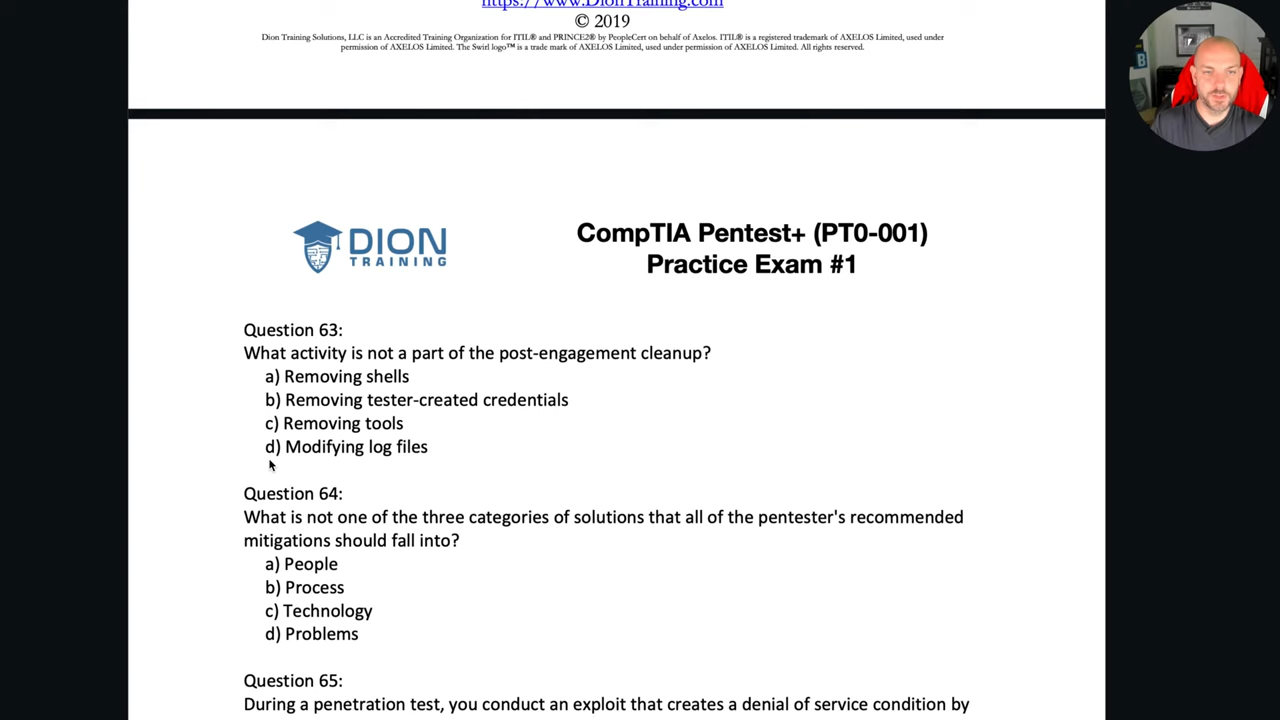 https://www.DionTraining.com
© 2019
Dion Training Solutions, LLC is an Accredited Training Organization for ITIL® and PRINCE2® by PeopleCert on behalf of Axelos. ITIL® is a registered trademark of AXELOS Limited, used under
permission of AXELOS Limited. The Swirl logo™ is a trade mark of AXELOS Limited, used under permission of AXELOS Limited. All rights reserved.
DION
TRAINING
CompTIA Pentest+ (PT0-001)
Practice Exam #1
Question 63:
What activity is not a part of the post-engagement cleanup?
a) Removing shells
b) Removing tester-created credentials
c) Removing tools
d) Modifying log files
Question 64:
What is not one of the three categories of solutions that all of the pentester's recommended
mitigations should fall into?
a) People
b) Process
c) Technology
d) Problems
Question 65:
During a penetration test, you conduct an exploit that creates a denial of service condition by